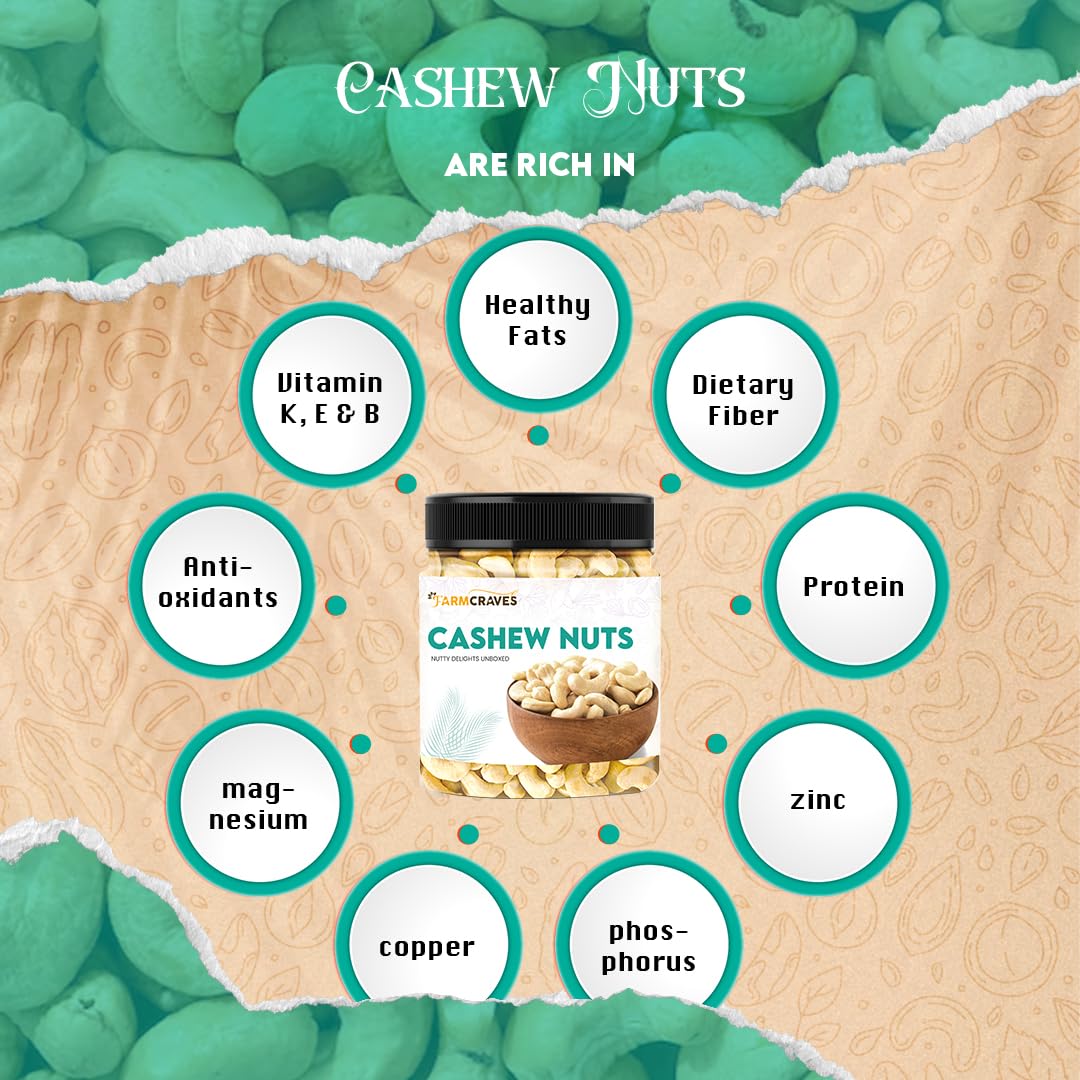 CASHEW NUTS
ARE RICH IN
Healthy
Fats
Vitamin
K, E & B
Dietary
Fiber
Anti-
oxidants
Protein
FARMCRAVES
CASHEW NUTS
NUTTY DELIGHTS UNBOXED
mag-
nesium
zinc
copper
phos-
phorus